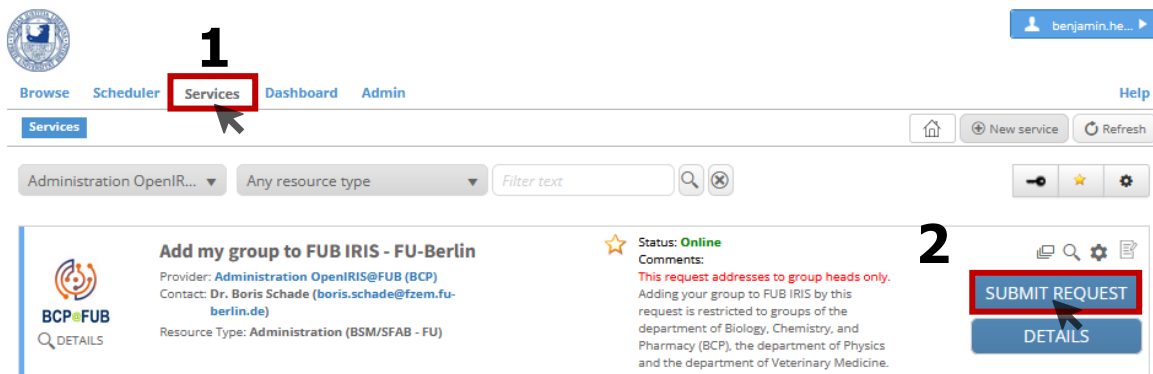 benjamin.he...
1
Browse Scheduler Services Dashboard Admin Help
Services New service Refresh
Administration OpenIR... Any resource type Filter text
Add my group to FUB IRIS - FU-Berlin
Provider: Administration OpenIRIS@FUB (BCP)
Contact: Dr. Boris Schade (boris.schade@fzem.fu-
berlin.de)
Resource Type: Administration (BSM/SFAB - FU)
BCP@FUB
DETAILS
Status: Online
Comments:
This request addresses to group heads only.
Adding your group to FUB IRIS by this
request is restricted to groups of the
department of Biology, Chemistry, and
Pharmacy (BCP), the department of Physics
and the department of Veterinary Medicine.
2
SUBMIT REQUEST
DETAILS